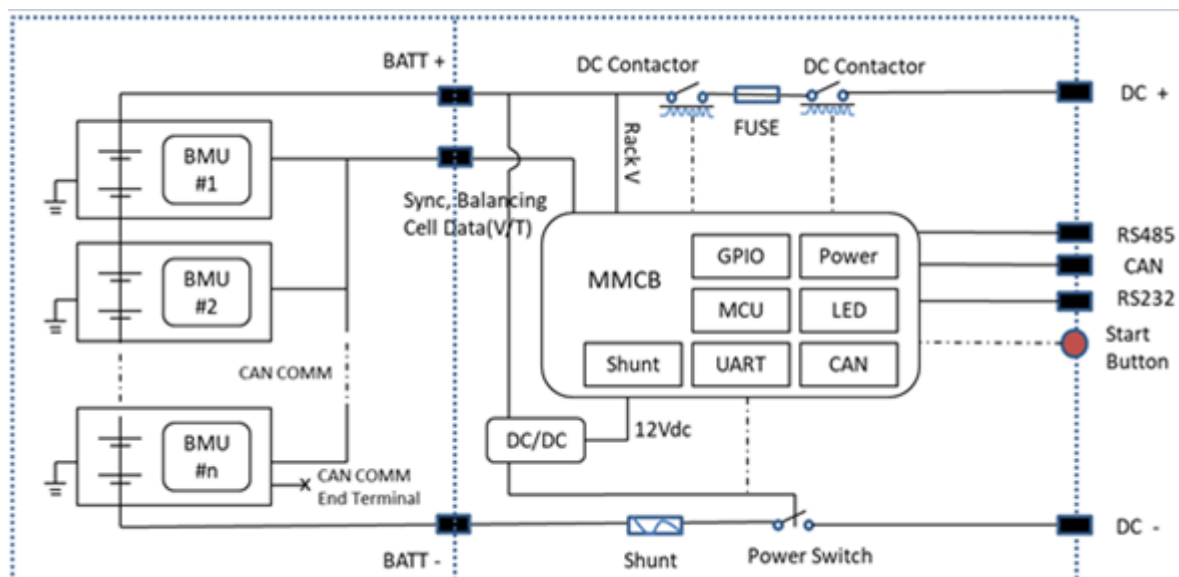 BATT +
DC Contactor
DC Contactor
DC +
FUSE
Rack V
BMU
#1
Sync, Balancing
Cell Data(V/T)
RS485
GPIO
Power
MMCB
CAN
BMU
#2
RS232
MCU
LED
Start
Button
CAN COMM
Shunt
UART
CAN
BMU
#n
DC/DC
12Vdc
CAN COMM
End Terminal
DC -
BATT -
Shunt
Power Switch